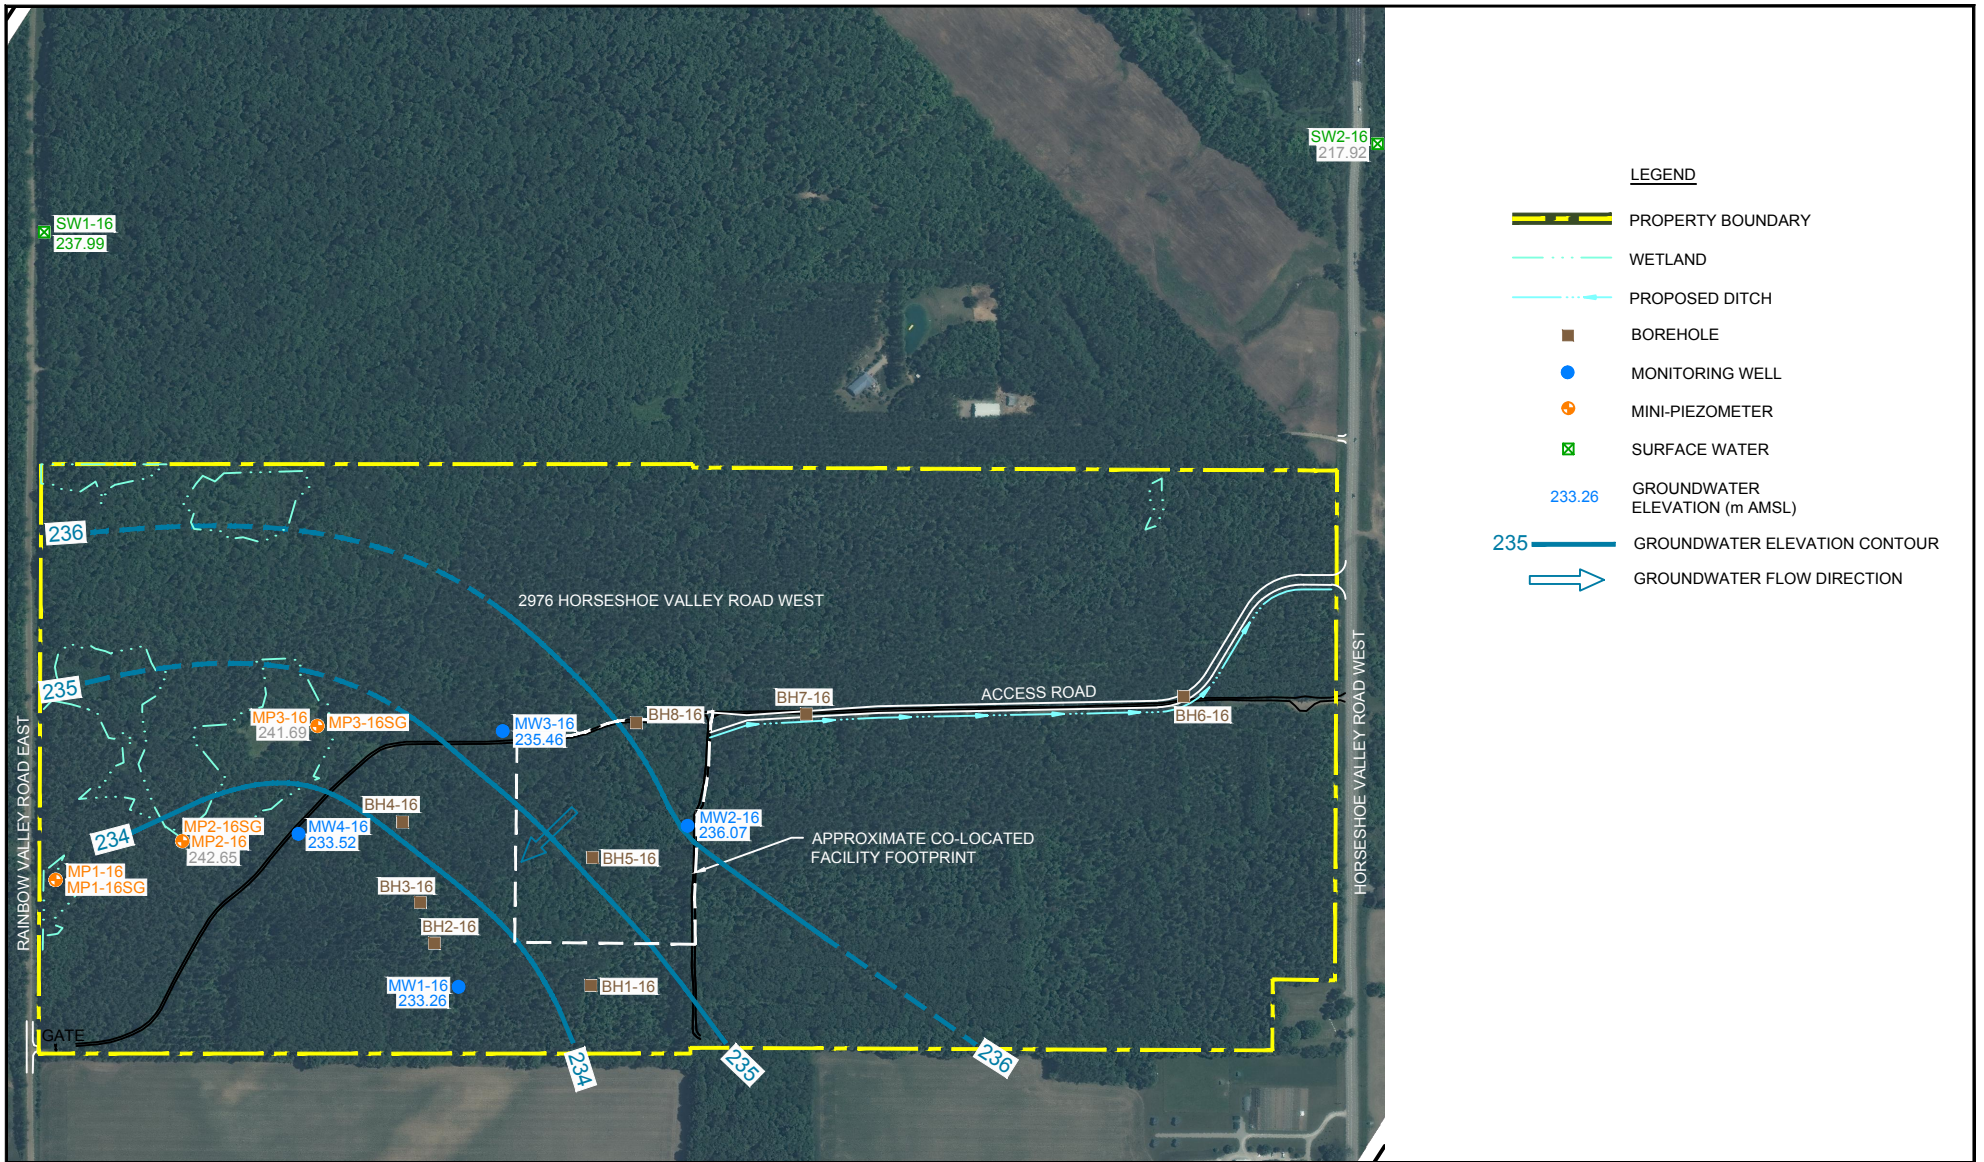 SW2-16
217.92
SW1-16
237.99
236
2976 HORSESHOE VALLEY ROAD WEST
235
MP3-16
241.69
MP3-16SG
MW3-16
235.46
BH8-16
BH7-16
ACCESS ROAD
BH6-16
234
MP2-16SG
MP2-16
242.65
MW4-16
233.52
BH4-16
MW2-16
236.07
APPROXIMATE CO-LOCATED
FACILITY FOOTPRINT
BH5-16
MP1-16
MP1-16SG
BH3-16
BH2-16
MW1-16
233.26
BH1-16
GATE
234
235
236
RAINBOW VALLEY ROAD EAST
HORSESHOE VALLEY ROAD WEST
LEGEND
PROPERTY BOUNDARY
WETLAND
PROPOSED DITCH
BOREHOLE
MONITORING WELL
MINI-PIEZOMETER
SURFACE WATER
233.26 GROUNDWATER
ELEVATION (m AMSL)
235 GROUNDWATER ELEVATION CONTOUR
GROUNDWATER FLOW DIRECTION